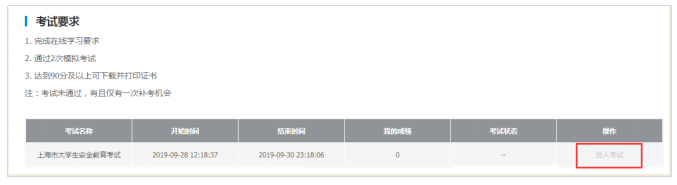 考试要求
1. 完成在线学习要求
2. 通过2次模拟考试
3. 达到90分及以上可下载并打印证书
注：考试未通过，有且仅有一次补考机会
考试名称 开始时间 结束时间 我的成绩 考试状态 操作
上海市大学生安全教育考试 2019-09-28 12:18:37 2019-09-30 23:18:06 0 -- 进入考试